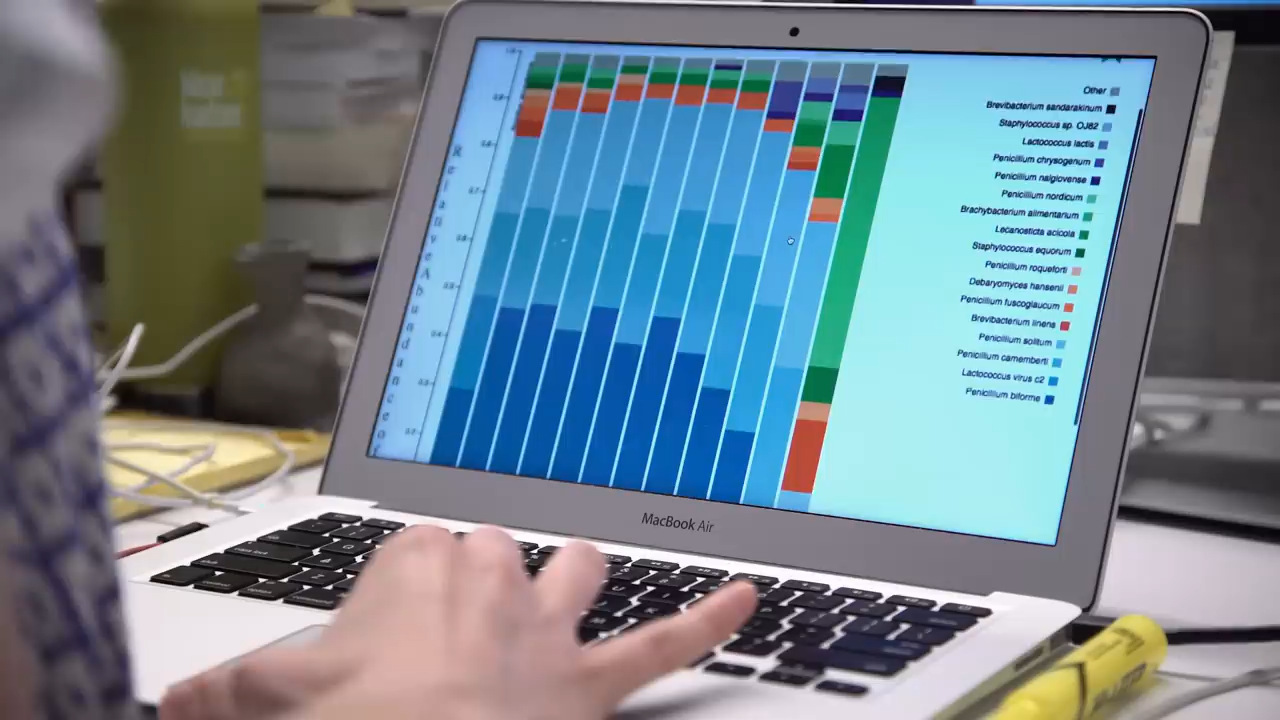 Other
Brevibacterium sandarakinum
Staphylococcus sp. OJ82
Lactococcus lactis
Penicillium chrysogenum
Penicillium nalgiovense
Penicillium nordicum
Brachybacterium alimentarium
Lecanosticta acicola
Staphylococcus equorum
Penicillium roqueforti
Debaryomyces hansenii
Penicillium fuscoglaucum
Brevibacterium linens
Penicillium solitum
Penicillium camemberti
Lactococcus virus c2
Penicillium biforme
Relative Abundance
MacBook Air